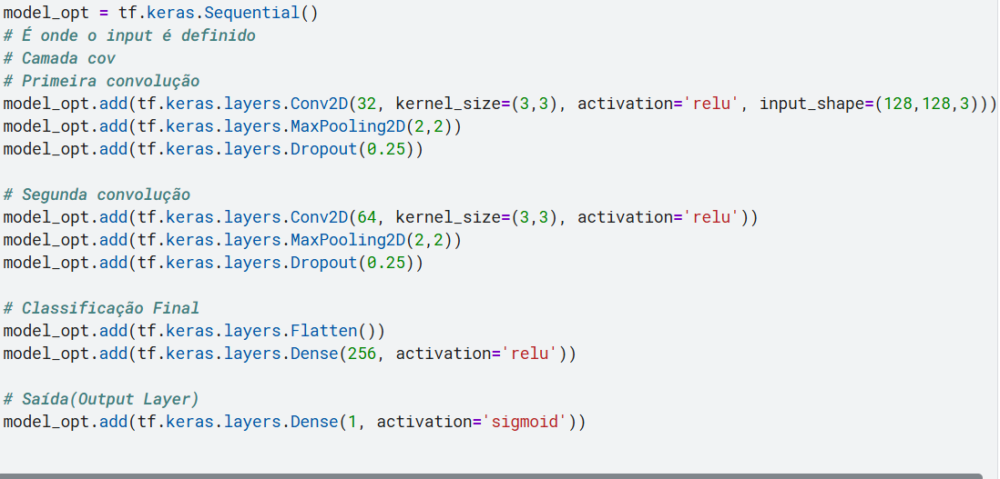 model_opt = tf.keras.Sequential()
# É onde o input é definido
# Camada cov
# Primeira convolução
model_opt.add(tf.keras.layers.Conv2D(32, kernel_size=(3,3), activation='relu', input_shape=(128,128,3)))
model_opt.add(tf.keras.layers.MaxPooling2D(2,2))
model_opt.add(tf.keras.layers.Dropout(0.25))
# Segunda convolução
model_opt.add(tf.keras.layers.Conv2D(64, kernel_size=(3,3), activation='relu'))
model_opt.add(tf.keras.layers.MaxPooling2D(2,2))
model_opt.add(tf.keras.layers.Dropout(0.25))
# Classificação Final
model_opt.add(tf.keras.layers.Flatten())
model_opt.add(tf.keras.layers.Dense(256, activation='relu'))
# Saída(Output Layer)
model_opt.add(tf.keras.layers.Dense(1, activation='sigmoid'))